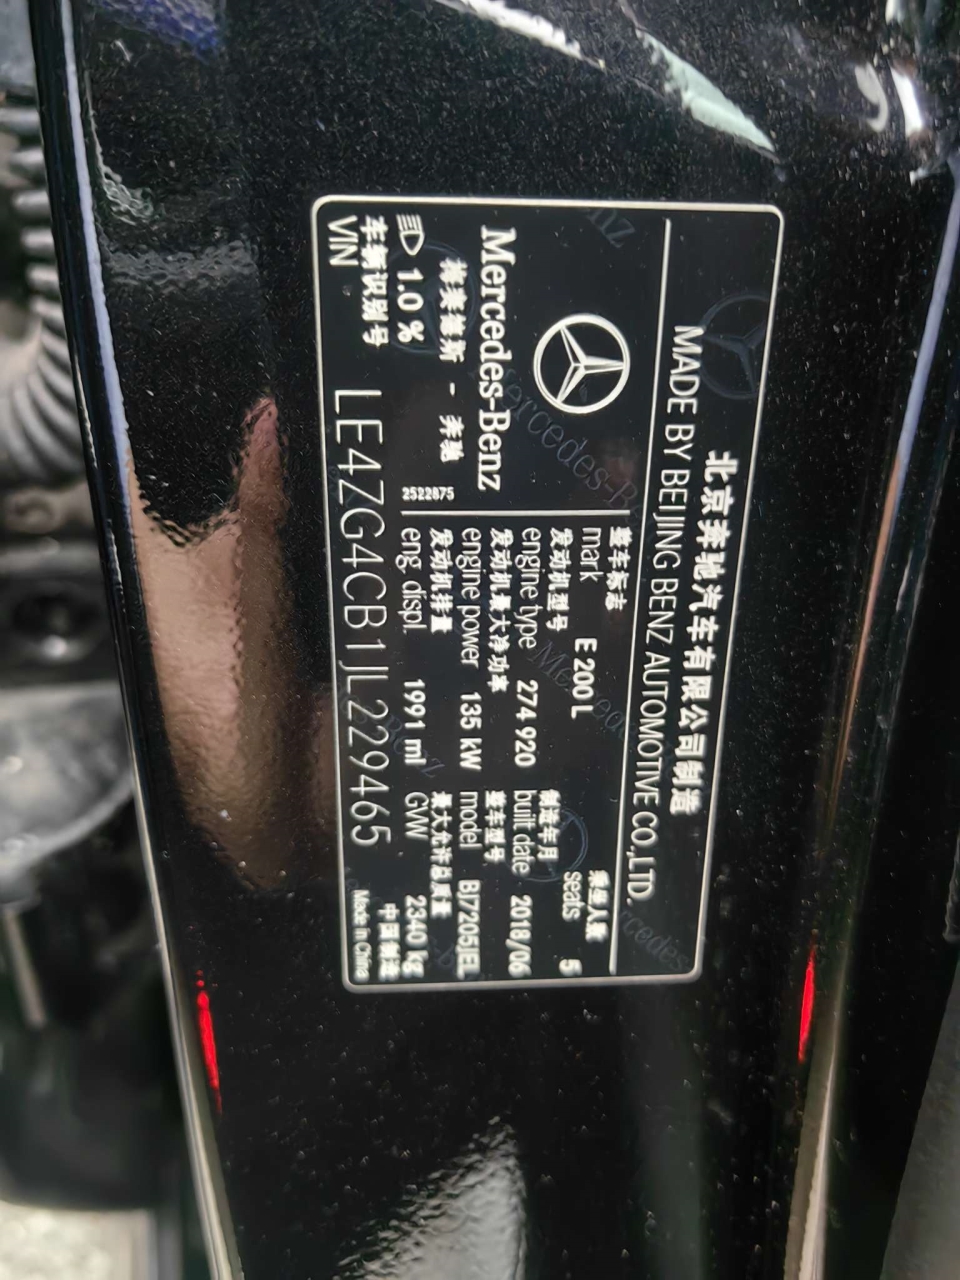 北京奔驰汽车有限公司制造
MADE BY BEIJING BENZ AUTOMOTIVE CO.,LTD.
Mercedes-Benz
梅赛德斯 - 奔驰
1.0 %
2522875
整车标志
mark E 200 L
乘坐人数
seats 5
发动机型号
engine type 274 920
制造年月
built date 2018/06
发动机最大净功率
engine power 135 kW
整车型号
model BJ7205JEL
发动机排量
eng. displ. 1991 ml
最大允许总质量
GVW 2340 kg
车辆识别号
VIN LE4ZG4CB1JL229465
中国制造
Made in China